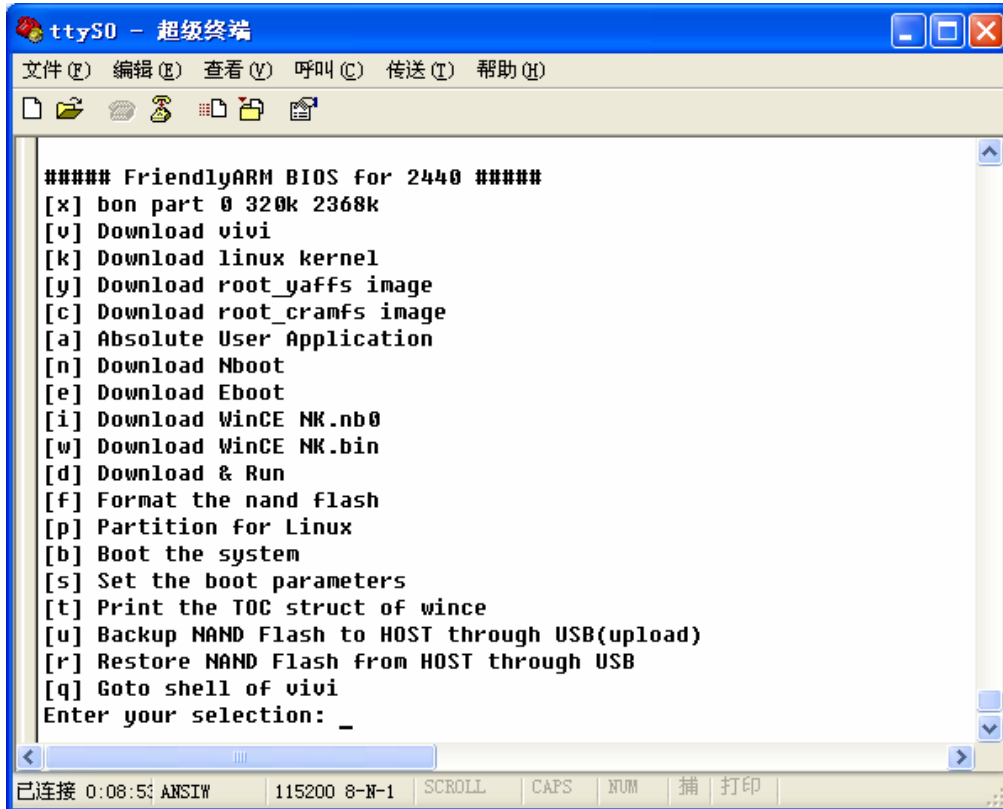 ttyS0 - 超级终端
文件(F) 编辑(E) 查看(V) 呼叫(C) 传送(T) 帮助(H)
##### FriendlyARM BIOS for 2440 #####
[x] bon part 0 320k 2368k
[v] Download vivi
[k] Download linux kernel
[y] Download root_yaffs image
[c] Download root_cramfs image
[a] Absolute User Application
[n] Download Nboot
[e] Download Eboot
[i] Download WinCE NK.nb0
[w] Download WinCE NK.bin
[d] Download & Run
[f] Format the nand flash
[p] Partition for Linux
[b] Boot the system
[s] Set the boot parameters
[t] Print the TOC struct of wince
[u] Backup NAND Flash to HOST through USB(upload)
[r] Restore NAND Flash from HOST through USB
[q] Goto shell of vivi
Enter your selection: _
已连接 0:08:53 ANSIW 115200 8-N-1 SCROLL CAPS NUM 捕 打印